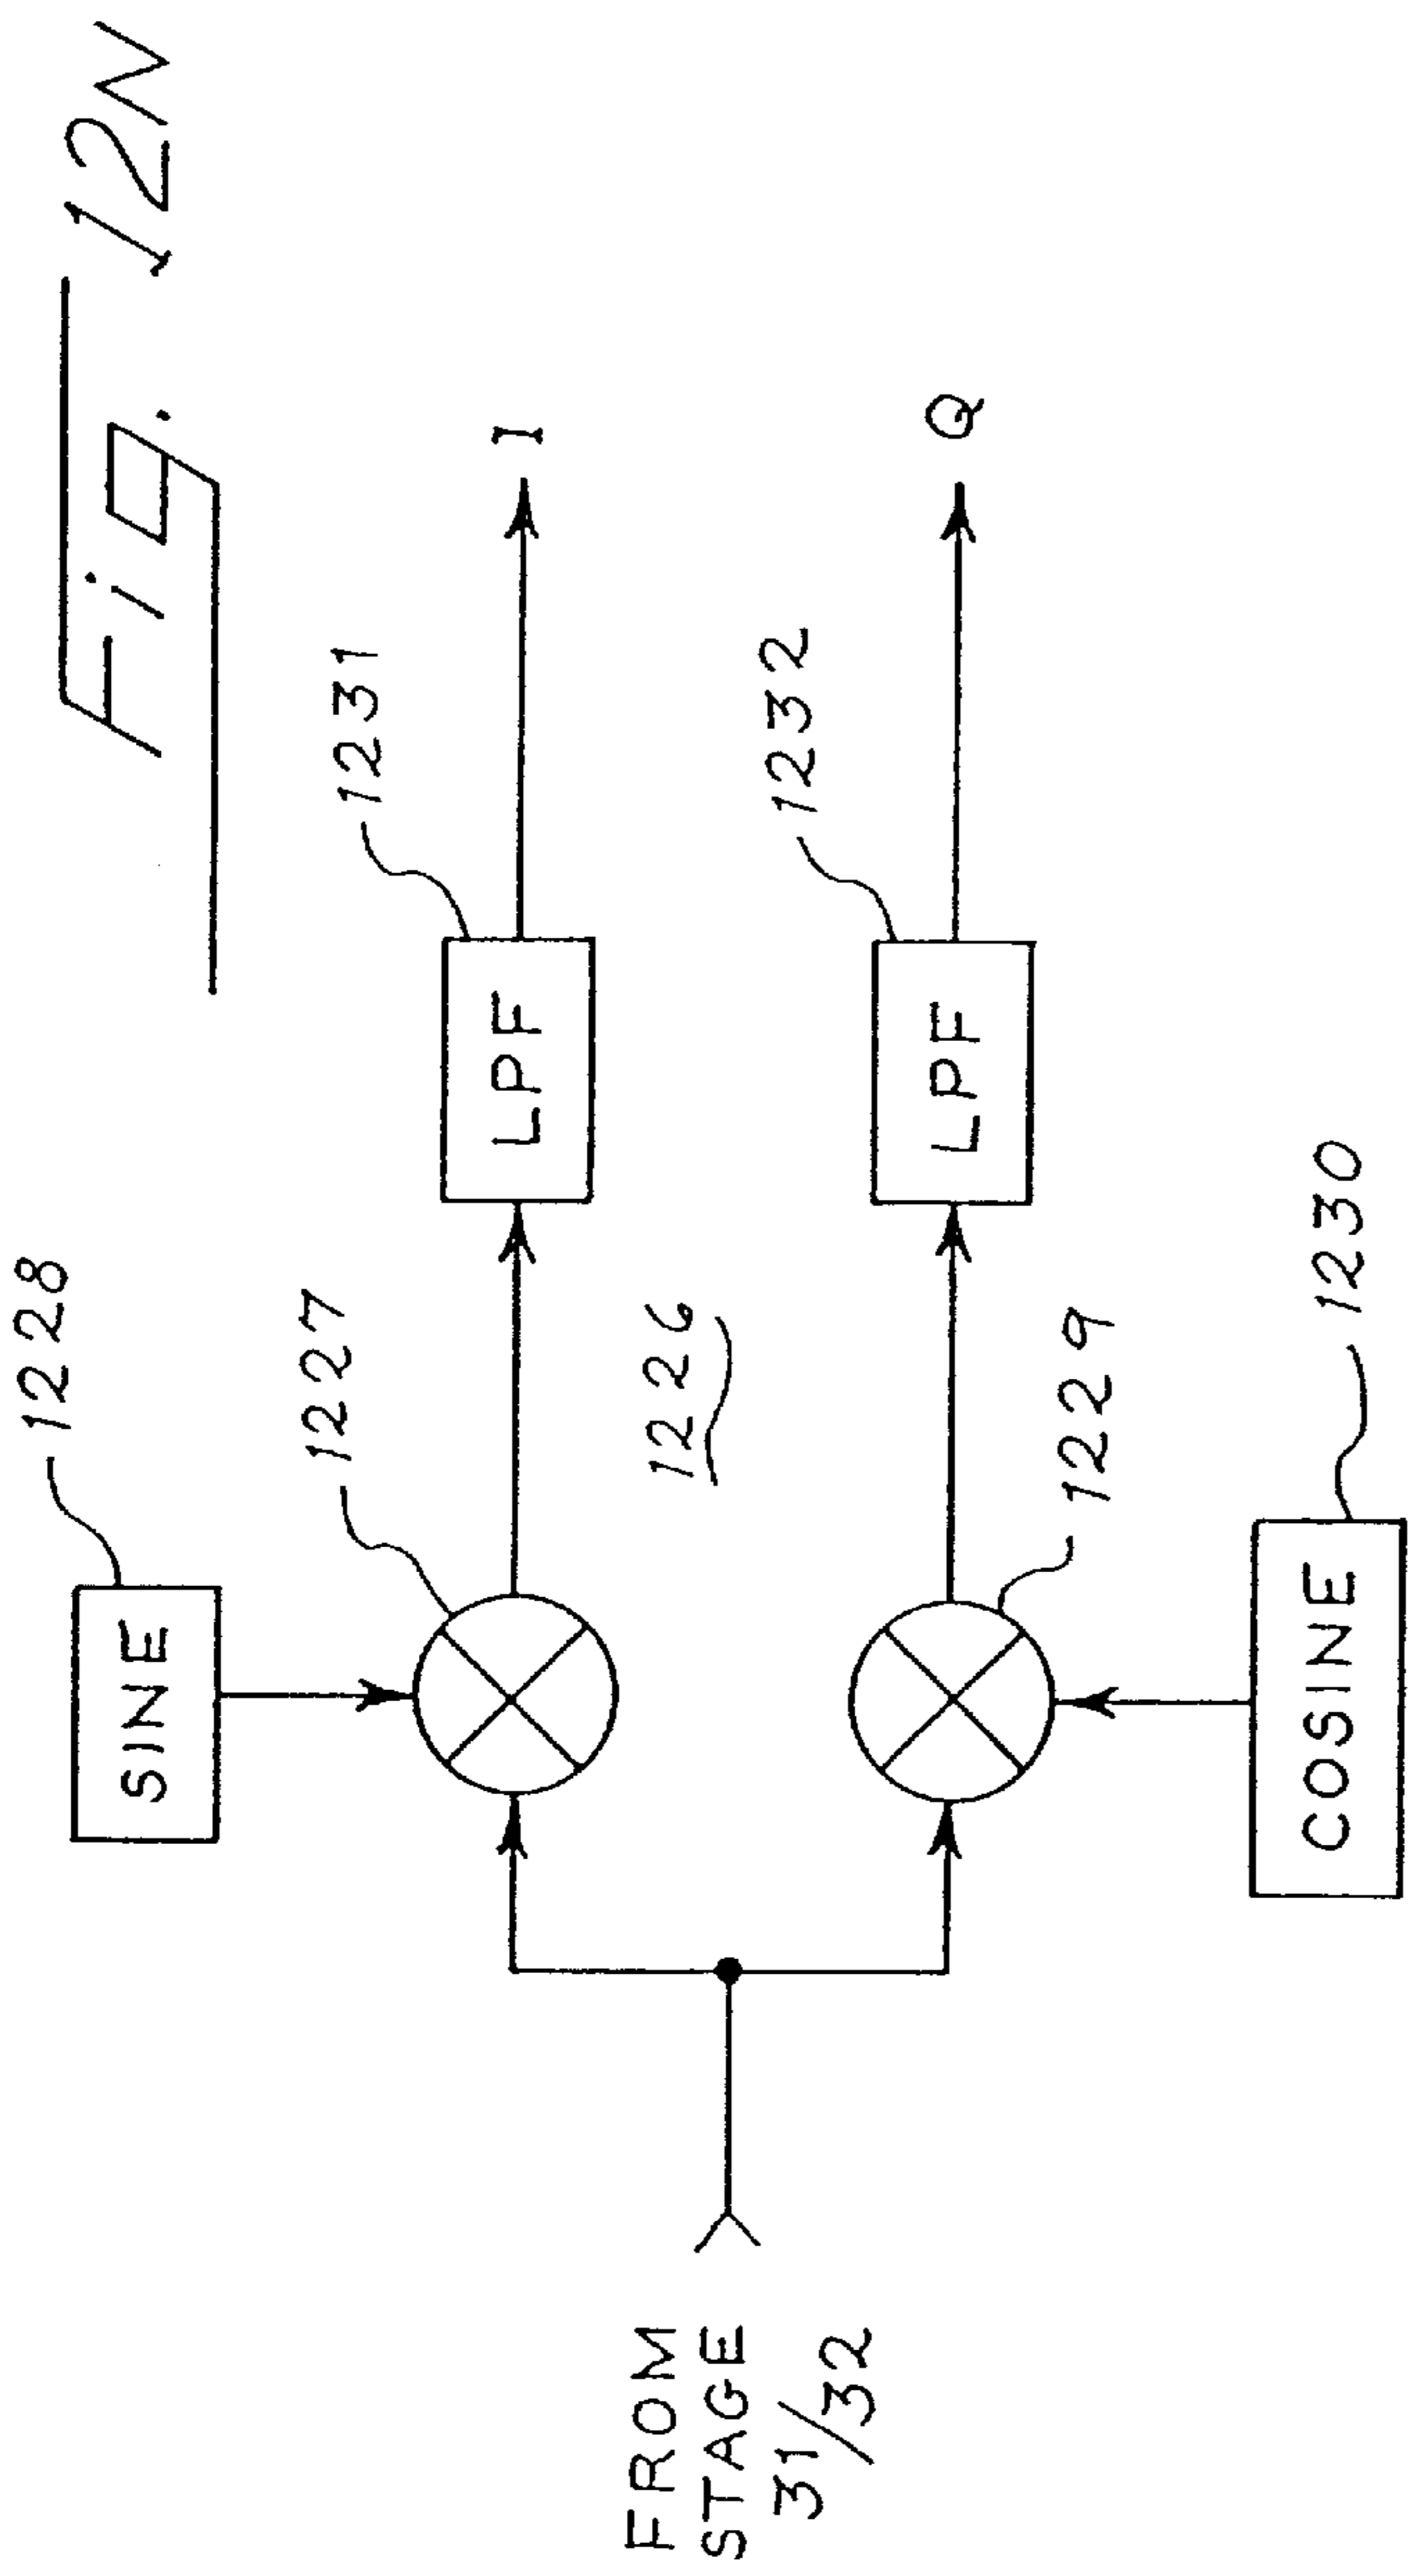 Fig. 12N
1228
SINE
1227
1231
LPF
I
1226
1232
LPF
Q
1229
1230
COSINE
FROM
STAGE
31/32